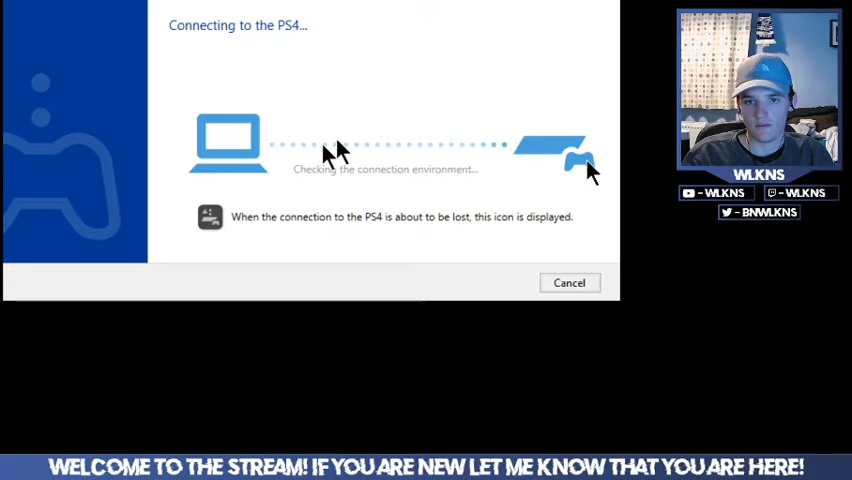 Connecting to the PS4...
Checking the connection environment...
When the connection to the PS4 is about to be lost, this icon is displayed.
Cancel
WLKNS
- WLKNS
- WLKNS
- BNWLKNS
WELCOME TO THE STREAM! IF YOU ARE NEW LET ME KNOW THAT YOU ARE HERE!